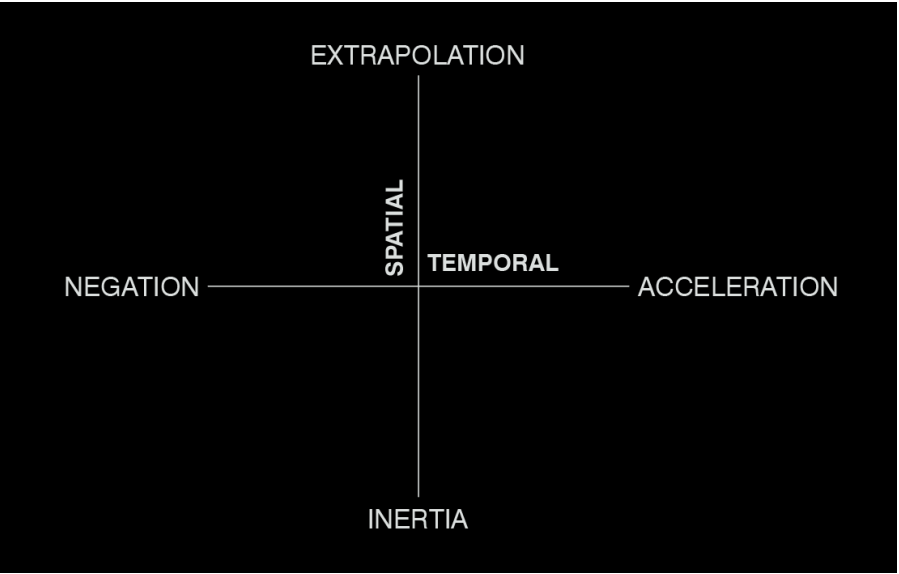 EXTRAPOLATION
SPATIAL
TEMPORAL
NEGATION
ACCELERATION
INERTIA